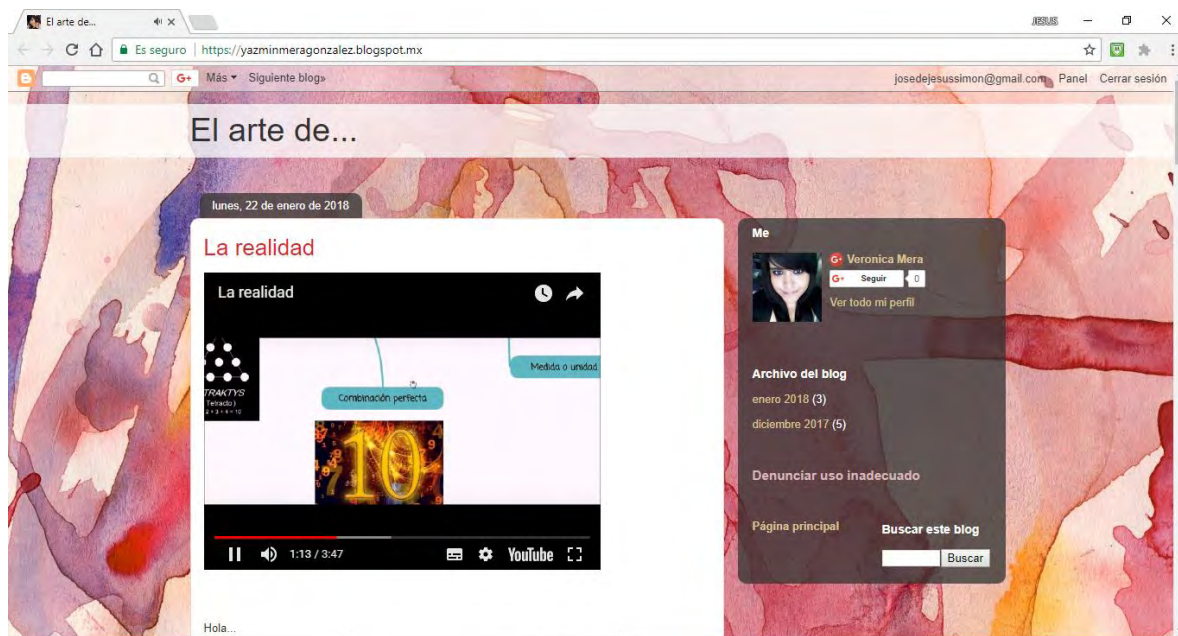 El arte de...
JESUS
Es seguro | https://yazminmeragonzalez.blogspot.mx
G+ Más Siguiente blog» josedejesussimon@gmail.com Panel Cerrar sesión
El arte de...
lunes, 22 de enero de 2018
La realidad
La realidad
TRAKTYS
Tetracto )
Medida o unidad
Combinación perfecta
10
1:13 / 3:47
YouTube
Hola...
Me
G+ Veronica Mera
G+ Seguir 0
Ver todo mi perfil
Archivo del blog
enero 2018 (3)
diciembre 2017 (5)
Denunciar uso inadecuado
Página principal
Buscar este blog
Buscar